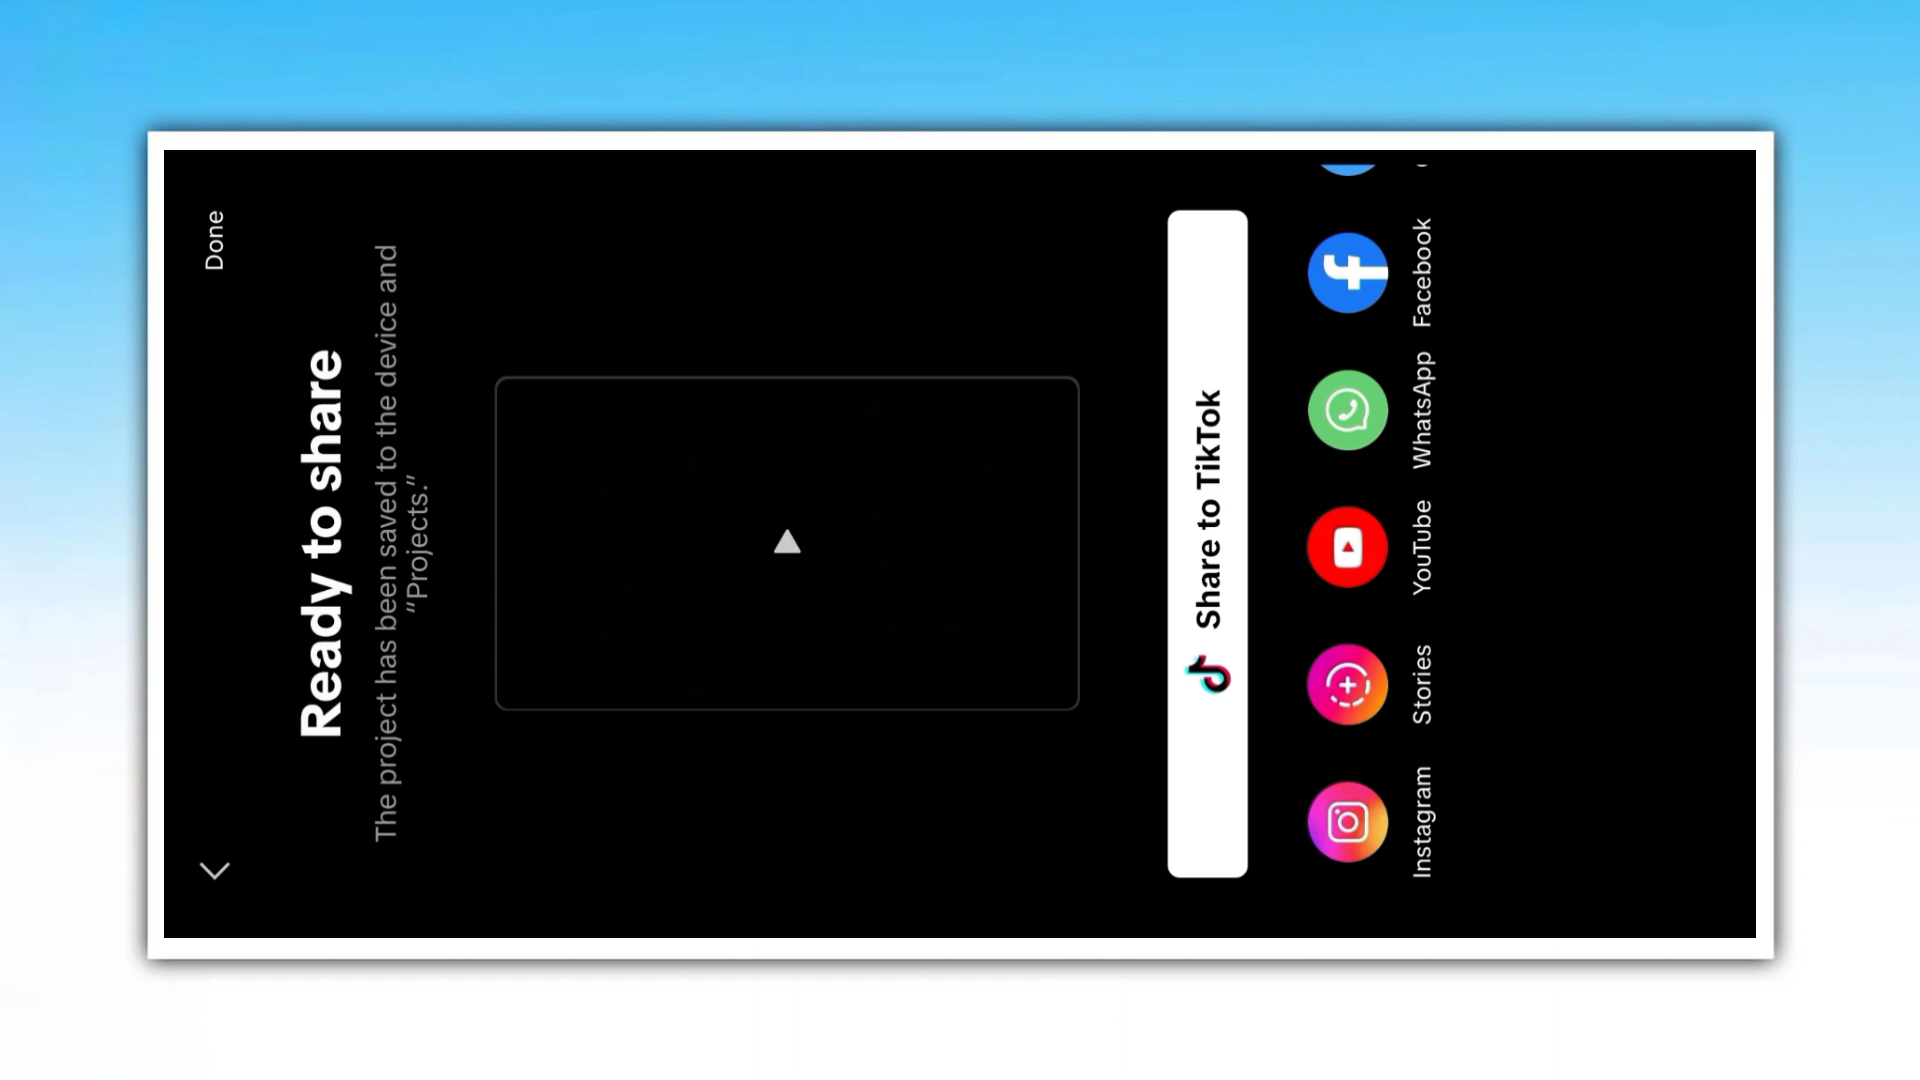 Done
Ready to share
The project has been saved to the device and
“Projects.”
Share to TikTok
Instagram
Stories
YouTube
WhatsApp
Facebook